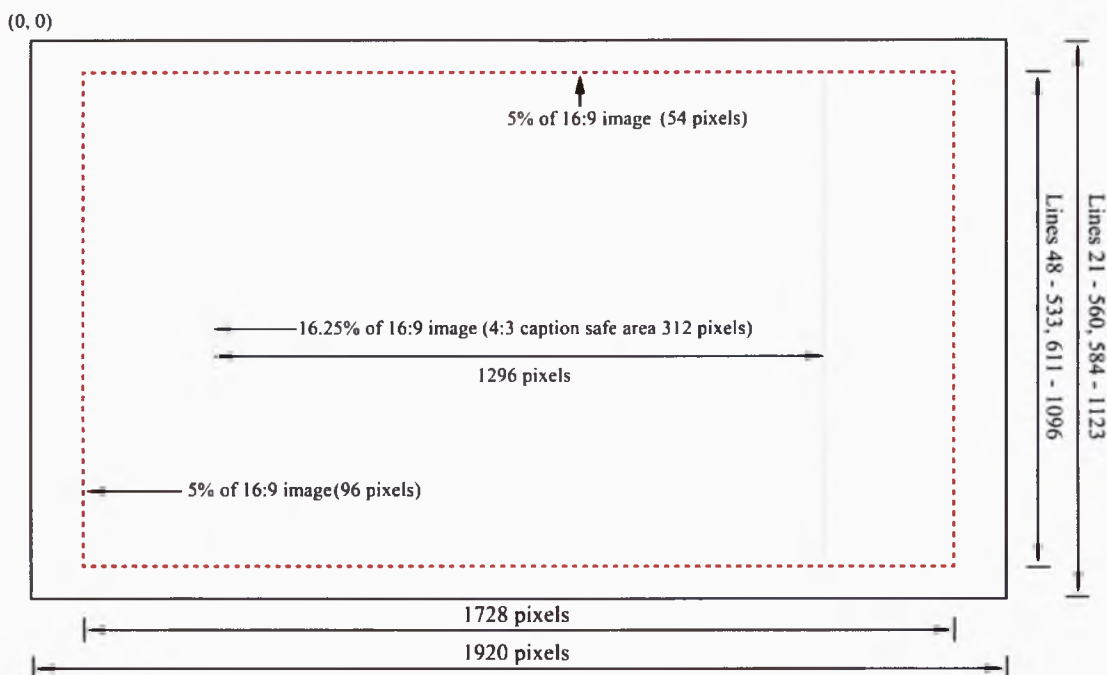 (0, 0)
5% of 16:9 image (54 pixels)
16.25% of 16:9 image (4:3 caption safe area 312 pixels)
1296 pixels
5% of 16:9 image(96 pixels)
Lines 48 - 533, 611 - 1096
Lines 21 - 560, 584 - 1123
1728 pixels
1920 pixels